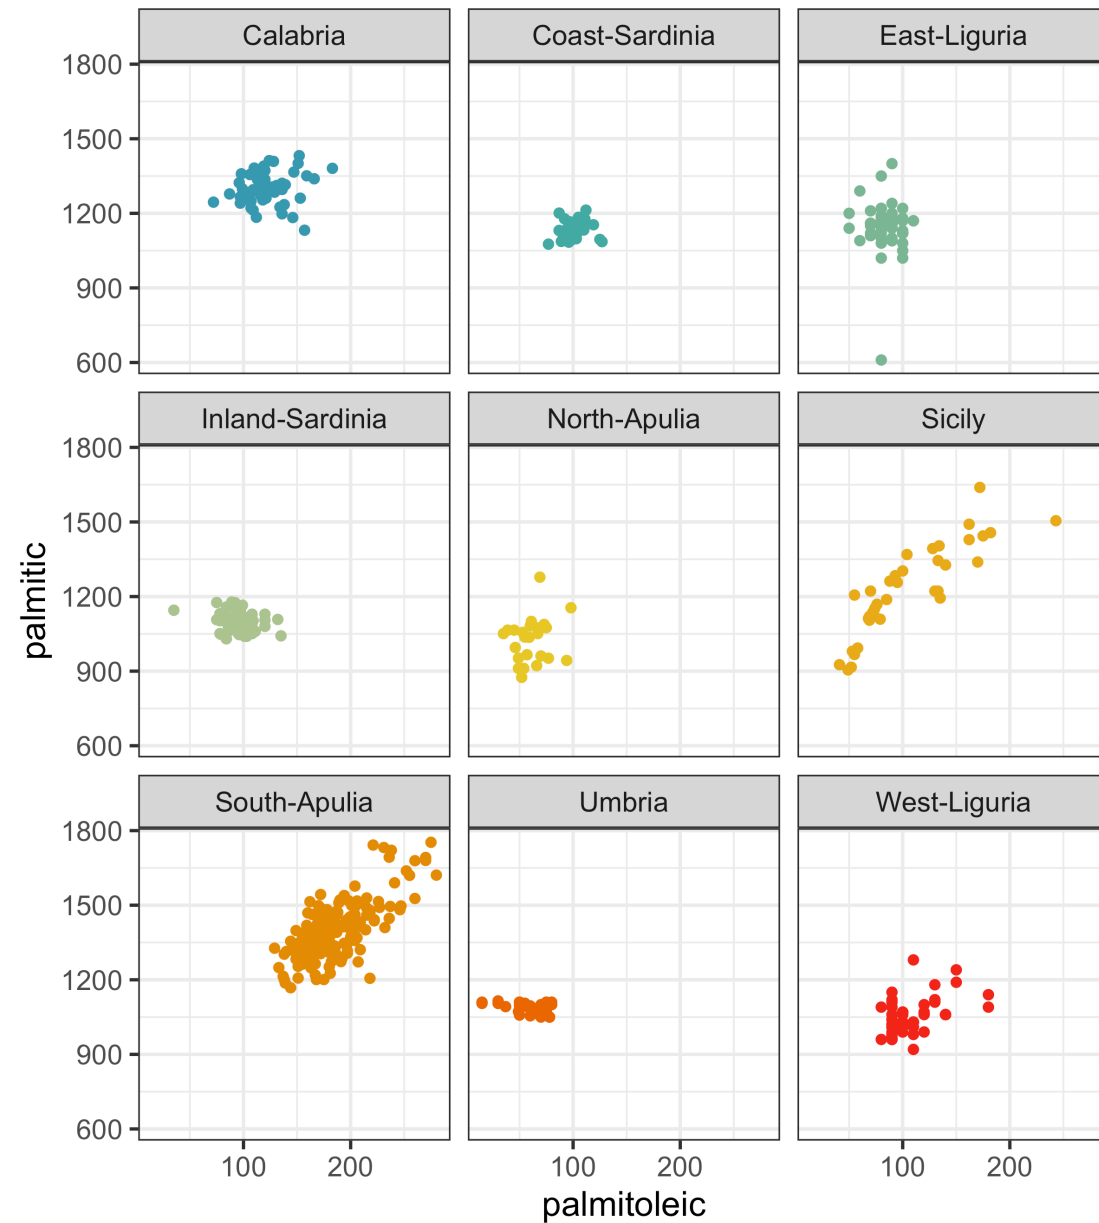 Calabria
Coast-Sardinia
East-Liguria
1800
1500
1200
900
600
Inland-Sardinia
North-Apulia
Sicily
1800
1500
1200
900
600
palmitic
South-Apulia
Umbria
West-Liguria
1800
1500
1200
900
600
100 200
100 200
100 200
palmitoleic